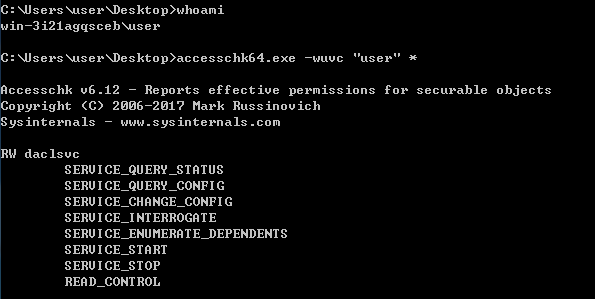 C:\Users\user\Desktop>whoami
win-3i21agqsceb\user
C:\Users\user\Desktop>accesschk64.exe -wuvc "user" *
Accesschk v6.12 - Reports effective permissions for securable objects
Copyright (C) 2006-2017 Mark Russinovich
Sysinternals - www.sysinternals.com
RW daclsvc
SERVICE_QUERY_STATUS
SERVICE_QUERY_CONFIG
SERVICE_CHANGE_CONFIG
SERVICE_INTERROGATE
SERVICE_ENUMERATE_DEPENDENTS
SERVICE_START
SERVICE_STOP
READ_CONTROL